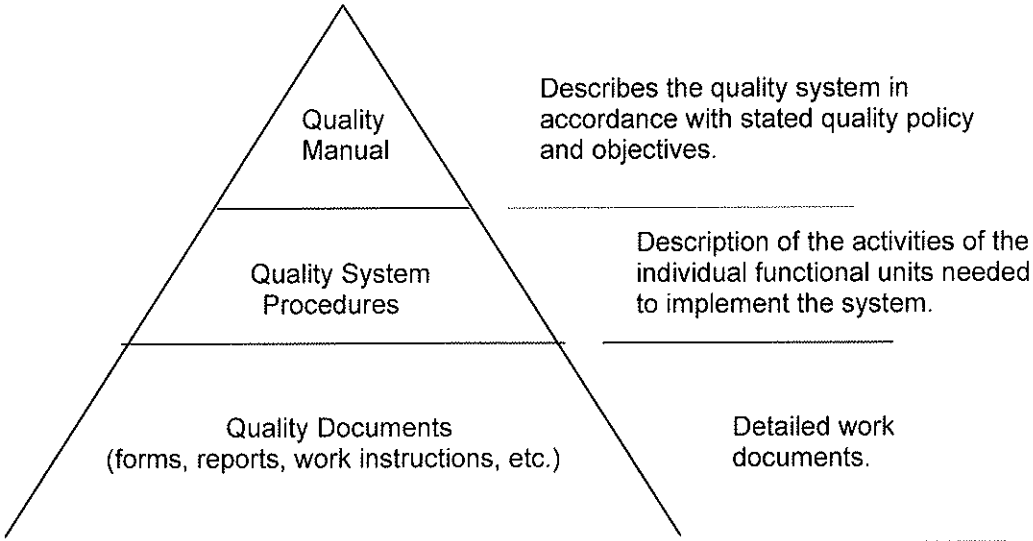 Quality
Manual
Describes the quality system in
accordance with stated quality policy
and objectives.
Quality System
Procedures
Description of the activities of the
individual functional units needed
to implement the system.
Quality Documents
(forms, reports, work instructions, etc.)
Detailed work
documents.